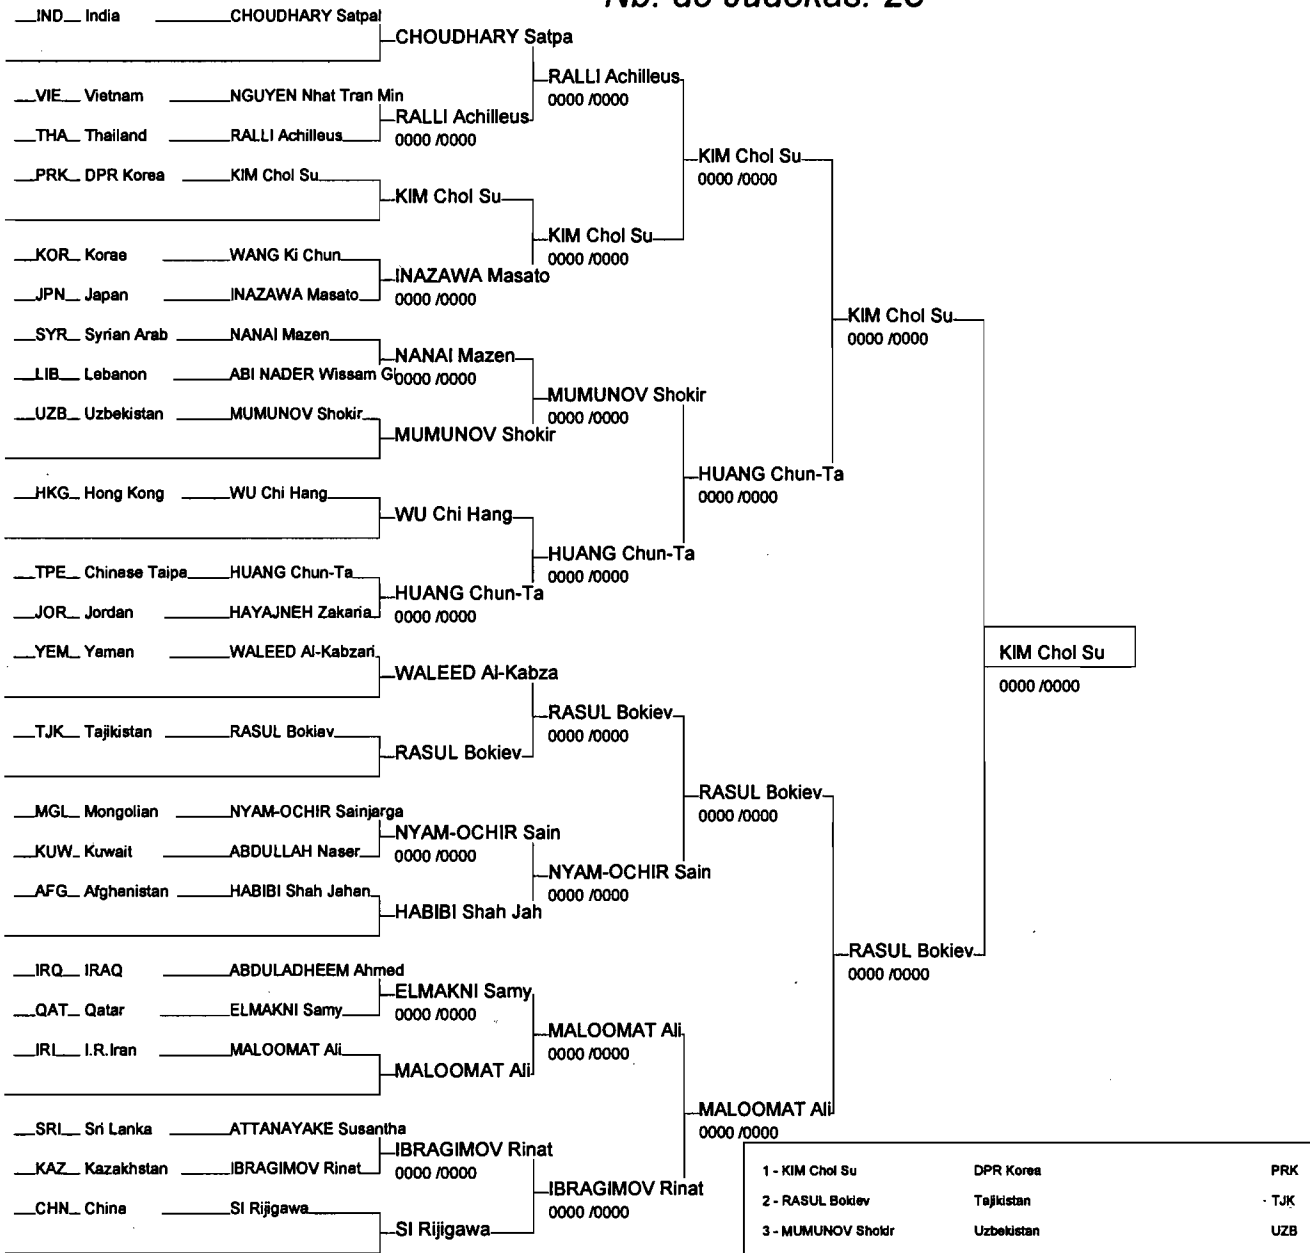 IND India CHOUDHARY Satpal
CHOUDHARY Satpa
RALLI Achilleus
0000 /0000
VIE Vietnam NGUYEN Nhat Tran Min
RALLI Achilleus
0000 /0000
THA Thailand RALLI Achilleus
KIM Chol Su
0000 /0000
PRK DPR Korea KIM Chol Su
KIM Chol Su
KIM Chol Su
0000 /0000
KOR Korae WANG Ki Chun
INAZAWA Masato
0000 /0000
JPN Japan INAZAWA Masato
KIM Chol Su
0000 /0000
SYR Syrian Arab NANAI Mazen
NANAI Mazen
0000 /0000
LIB Lebanon ABI NADER Wissam G
MUMUNOV Shokir
0000 /0000
UZB Uzbekistan MUMUNOV Shokir
MUMUNOV Shokir
HUANG Chun-Ta
0000 /0000
HKG Hong Kong WU Chi Hang
WU Chi Hang
HUANG Chun-Ta
0000 /0000
TPE Chinese Taipa HUANG Chun-Ta
HUANG Chun-Ta
0000 /0000
JOR Jordan HAYAJNEH Zakaria
YEM Yemen WALEED Al-Kabzari
KIM Chol Su
0000 /0000
WALEED Al-Kabza
RASUL Bokiev
0000 /0000
TJK Tajikistan RASUL Bokiev
RASUL Bokiev
RASUL Bokiev
0000 /0000
MGL Mongolian NYAM-OCHIR Sainjarga
NYAM-OCHIR Sain
0000 /0000
KUW Kuwait ABDULLAH Naser
NYAM-OCHIR Sain
0000 /0000
AFG Afghanistan HABIBI Shah Jahan
HABIBI Shah Jah
RASUL Bokiev
0000 /0000
IRQ IRAQ ABDULADHEEM Ahmed
ELMAKNI Samy
0000 /0000
QAT Qatar ELMAKNI Samy
MALOOMAT Ali
0000 /0000
IRI I.R.Iran MALOOMAT Ali
MALOOMAT Ali
MALOOMAT Ali
0000 /0000
SRI Sri Lanka ATTANAYAKE Susantha
IBRAGIMOV Rinat
0000 /0000
KAZ Kazakhstan IBRAGIMOV Rinat
IBRAGIMOV Rinat
0000 /0000
CHN China SI Rijigawa
SI Rijigawa
1 - KIM Chol Su DPR Korea PRK
2 - RASUL Bokiev Tajikistan TJK
3 - MUMUNOV Shokir Uzbekistan UZB